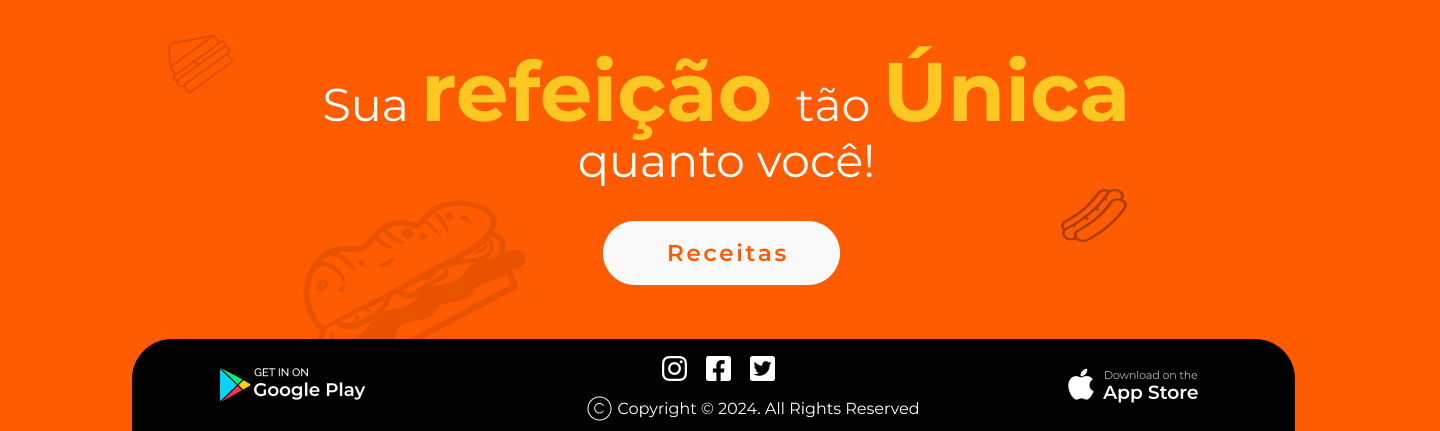 Sua refeição tão Única
quanto você!
Receitas
GET IN ON
Google Play
© Copyright © 2024. All Rights Reserved
Download on the
App Store